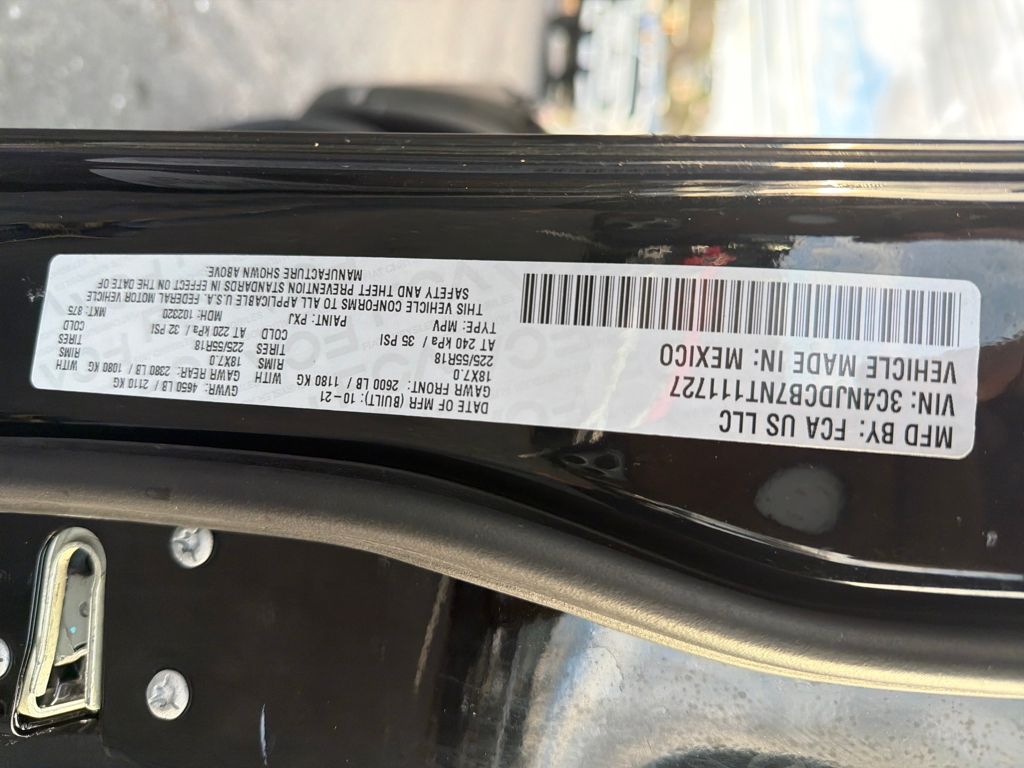 MFD BY: FCA US LLC
VIN: 3C4NJDCB7NT111727
VEHICLE MADE IN: MEXICO
DATE OF MFR (BUILT): 10-21 GVWR: 4650 LB / 2110 KG
GAWR FRONT: 2600 LB / 1180 KG WITH GAWR REAR: 2380 LB / 1080 KG WITH
18X7.0 RIMS 18X7.0 RIMS
225/55R18 TIRES 225/55R18 TIRES
AT 240 kPa / 35 PSI COLD AT 220 kPa / 32 PSI COLD
TYPE: MPV PAINT: PXJ MDH: 102320 MKT: 875
THIS VEHICLE CONFORMS TO ALL APPLICABLE U.S.A. FEDERAL MOTOR VEHICLE
SAFETY AND THEFT PREVENTION STANDARDS IN EFFECT ON THE DATE OF
MANUFACTURE SHOWN ABOVE.